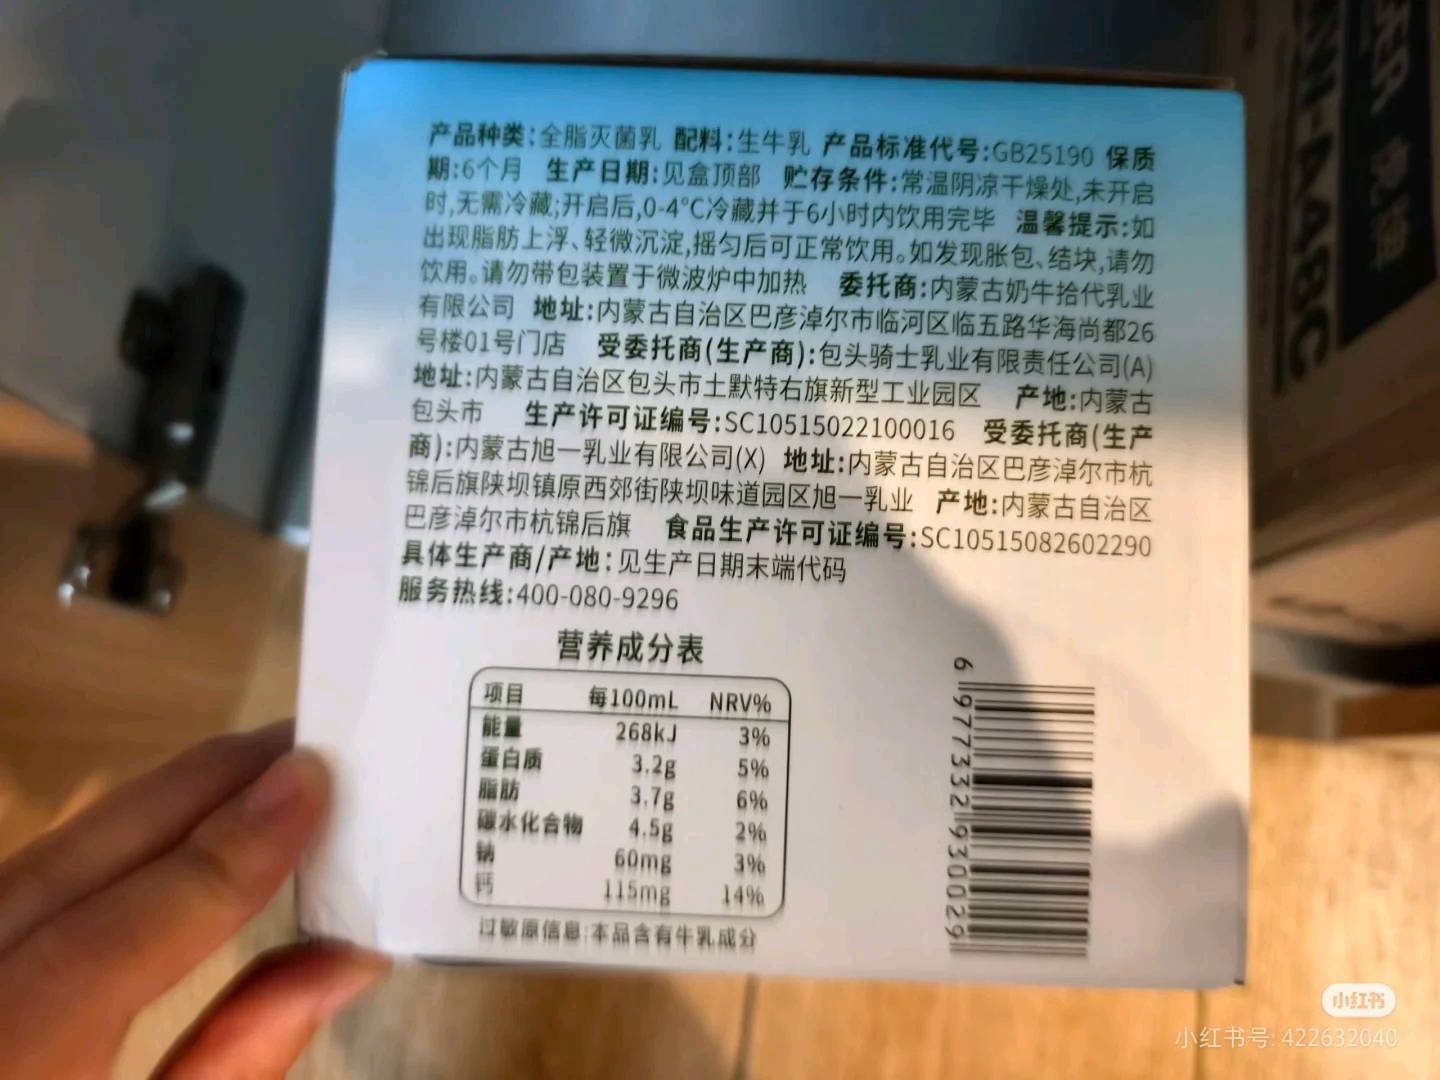 产品种类:全脂灭菌乳 配料:生牛乳 产品标准代号:GB25190 保质
期:6个月 生产日期:见盒顶部 贮存条件:常温阴凉干燥处,未开启
时,无需冷藏;开启后,0-4°C冷藏并于6小时内饮用完毕 温馨提示:如
出现脂肪上浮、轻微沉淀,摇匀后可正常饮用。如发现胀包、结块,请勿
饮用。请勿带包装置于微波炉中加热 委托商:内蒙古奶牛拾代乳业
有限公司 地址:内蒙古自治区巴彦淖尔市临河区临五路华海尚都26
号楼01号门店 受委托商(生产商):包头骑士乳业有限责任公司(A)
地址:内蒙古自治区包头市土默特右旗新型工业园区 产地:内蒙古
包头市 生产许可证编号:SC10515022100016 受委托商(生产
商):内蒙古旭一乳业有限公司(X) 地址:内蒙古自治区巴彦淖尔市杭
锦后旗陕坝镇原西郊街陕坝味道园区旭一乳业 产地:内蒙古自治区
巴彦淖尔市杭锦后旗 食品生产许可证编号:SC10515082602290
具体生产商/产地:见生产日期末端代码
服务热线:400-080-9296
营养成分表
项目 每100mL NRV%
能量 268kJ 3%
蛋白质 3.2g 5%
脂肪 3.7g 6%
碳水化合物 4.5g 2%
钠 60mg 3%
钙 115mg 14%
过敏原信息:本品含有牛乳成分
6 977332 930029
小红书
小红书号: 422632040